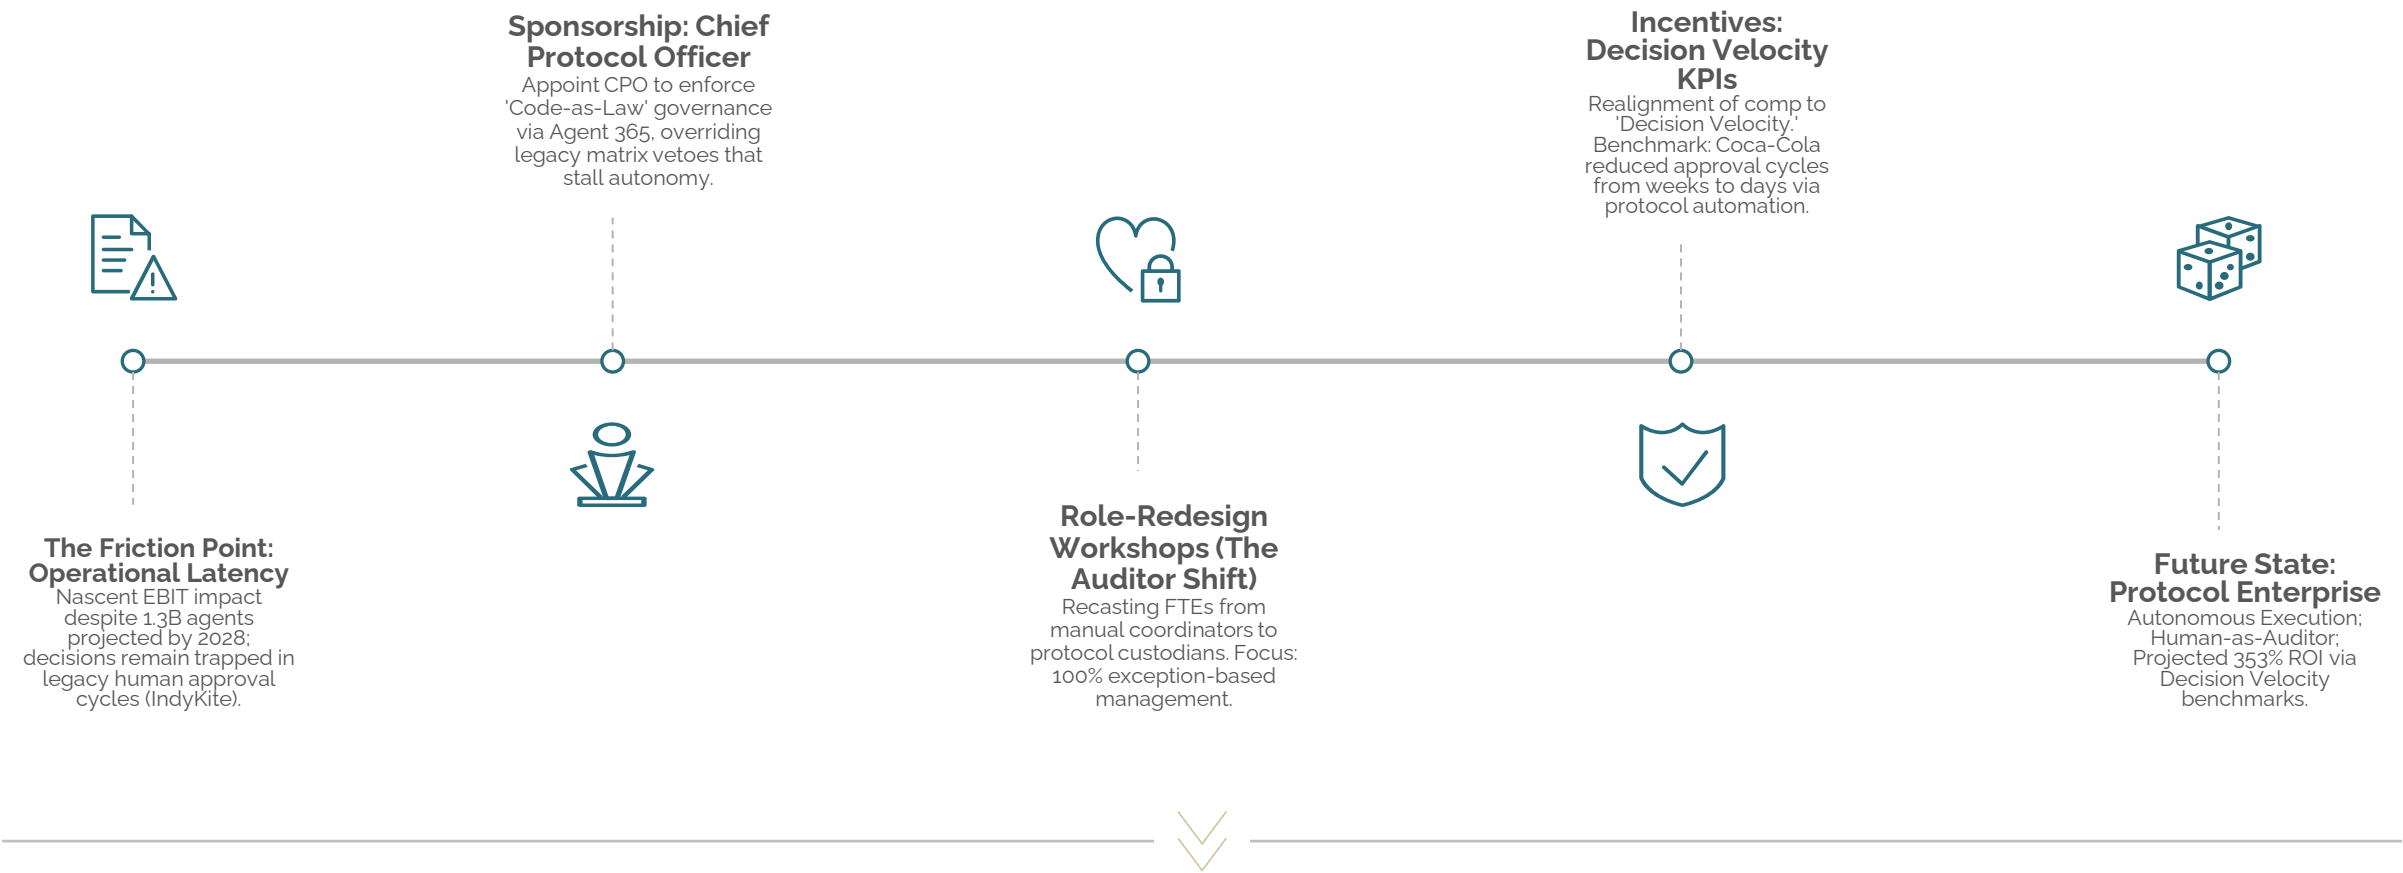 The Friction Point:
Operational Latency
Nascent EBIT impact
despite 1.3B agents
projected by 2028;
decisions remain trapped in
legacy human approval
cycles (IndyKite).
Sponsorship: Chief
Protocol Officer
Appoint CPO to enforce
'Code-as-Law' governance
via Agent 365, overriding
legacy matrix vetoes that
stall autonomy.
Role-Redesign
Workshops (The
Auditor Shift)
Recasting FTEs from
manual coordinators to
protocol custodians. Focus:
100% exception-based
management.
Incentives:
Decision Velocity
KPIs
Realignment of comp to
'Decision Velocity.'
Benchmark: Coca-Cola
reduced approval cycles
from weeks to days via
protocol automation.
Future State:
Protocol Enterprise
Autonomous Execution;
Human-as-Auditor;
Projected 353% ROI via
Decision Velocity
benchmarks.